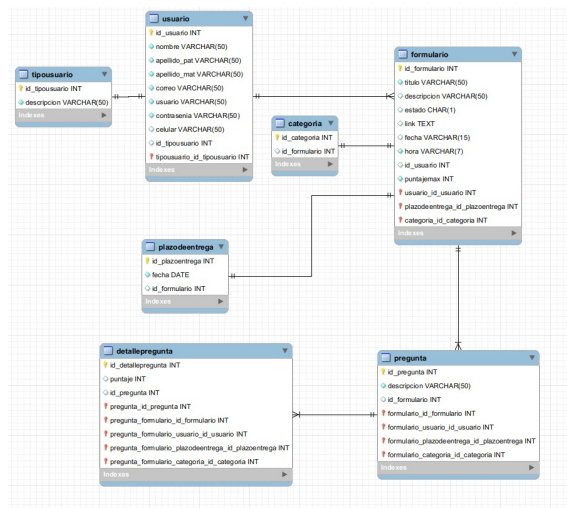 usuario
id_usuario INT
nombre VARCHAR(50)
apellido_pat VARCHAR(50)
apellido_mat VARCHAR(50)
correo VARCHAR(50)
usuario VARCHAR(50)
contrasenia VARCHAR(50)
celular VARCHAR(50)
id_tipousuario INT
tipousuario_id_tipousuario INT
Indexes
tipousuario
id_tipousuario INT
descripcion VARCHAR(50)
Indexes
formulario
id_formulario INT
titulo VARCHAR(50)
descripcion VARCHAR(50)
estado CHAR(1)
link TEXT
fecha VARCHAR(15)
hora VARCHAR(7)
id_usuario INT
puntajemax INT
usuario_id_usuario INT
plazodeentrega_id_plazoentrega INT
categoria_id_categoria INT
Indexes
categoria
id_categoria INT
id_formulario INT
Indexes
plazodeentrega
id_plazoentrega INT
fecha DATE
id_formulario INT
Indexes
detallepregunta
id_detallepregunta INT
puntaje INT
id_pregunta INT
pregunta_id_pregunta INT
pregunta_formulario_id_formulario INT
pregunta_formulario_usuario_id_usuario INT
pregunta_formulario_plazodeentrega_id_plazoentrega INT
pregunta_formulario_categoria_id_categoria INT
Indexes
pregunta
id_pregunta INT
descripcion VARCHAR(50)
id_formulario INT
formulario_id_formulario INT
formulario_usuario_id_usuario INT
formulario_plazodeentrega_id_plazoentrega INT
formulario_categoria_id_categoria INT
Indexes